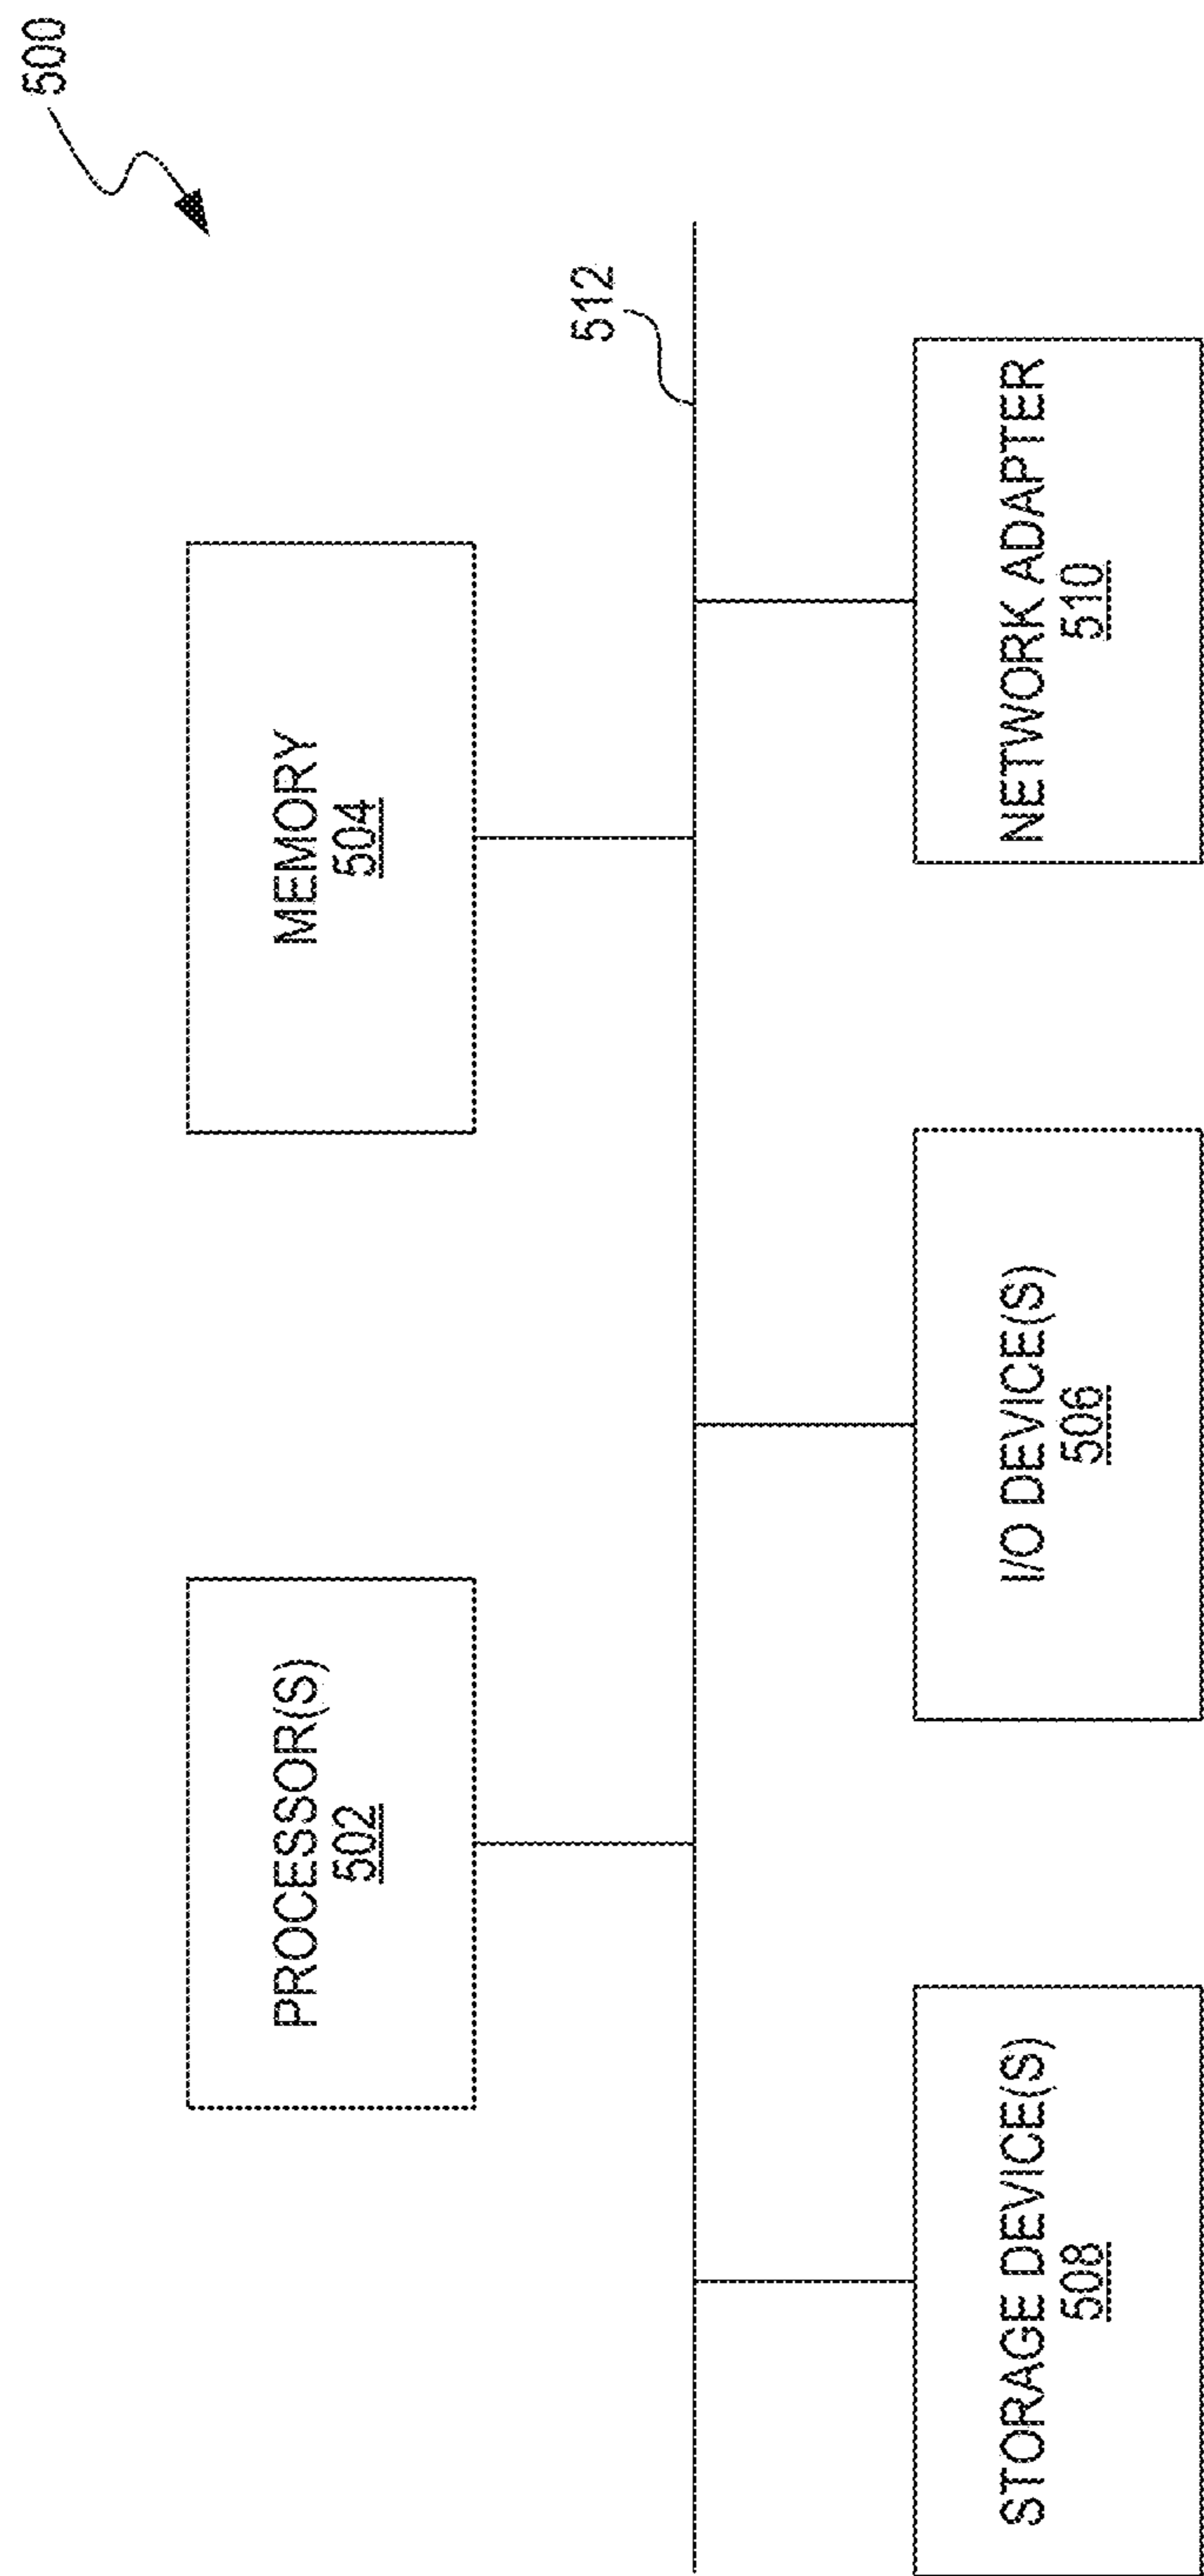 500
PROCESSOR(S)
502
MEMORY
504
512
STORAGE DEVICE(S)
508
I/O DEVICE(S)
506
NETWORK ADAPTER
510